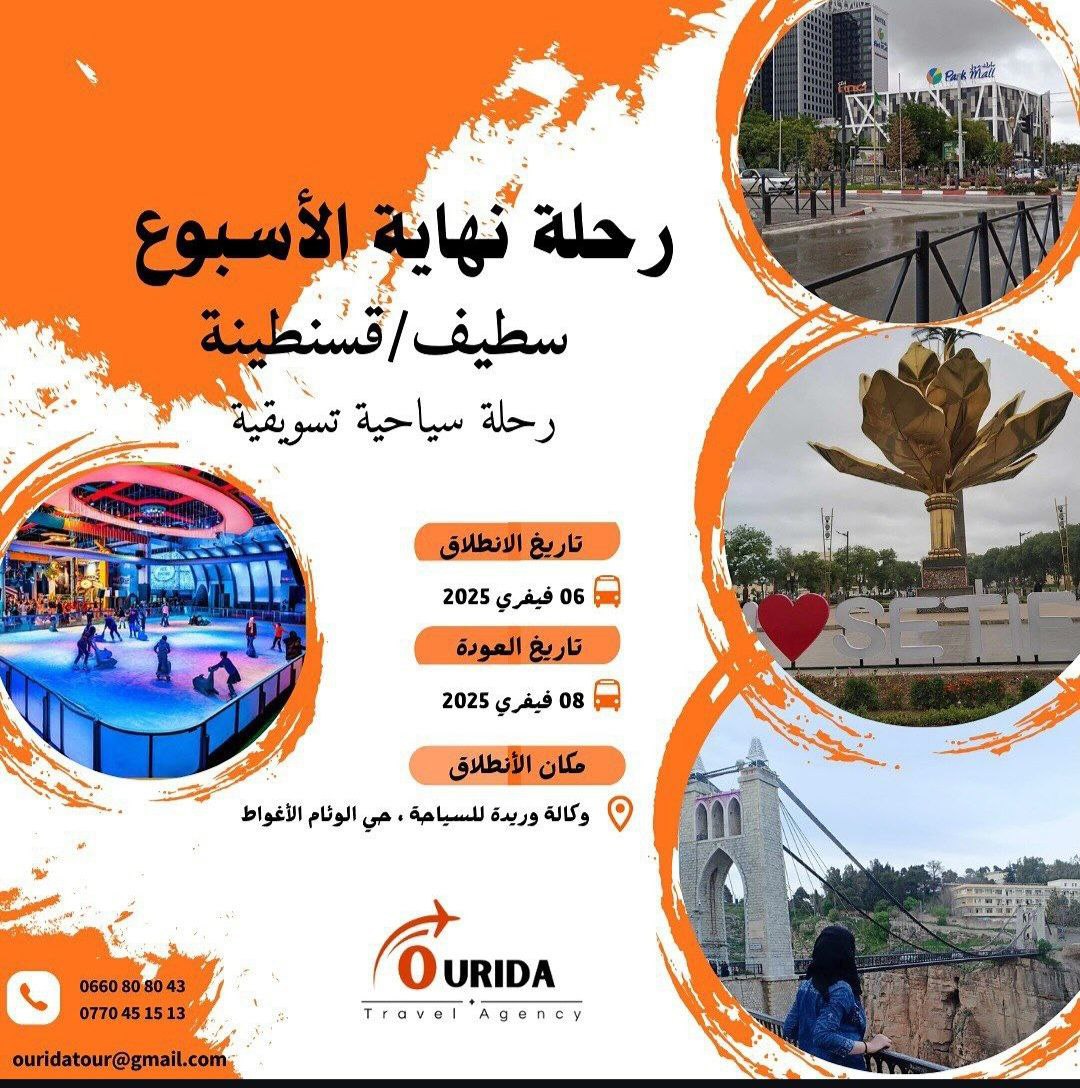 رحلة نهاية الأسبوع
سطيف/قسنطينة
رحلة سياحية تسويقية
تاريخ الانطلاق
06 فيفري 2025
تاريخ العودة
08 فيفري 2025
مكان الأنطلاق
وكالة وريدة للسياحة ، حي الوئام الأغواط
Park Mall
SETIF
OURIDA
Travel Agency
0660 80 80 43
0770 45 15 13
ouridatour@gmail.com